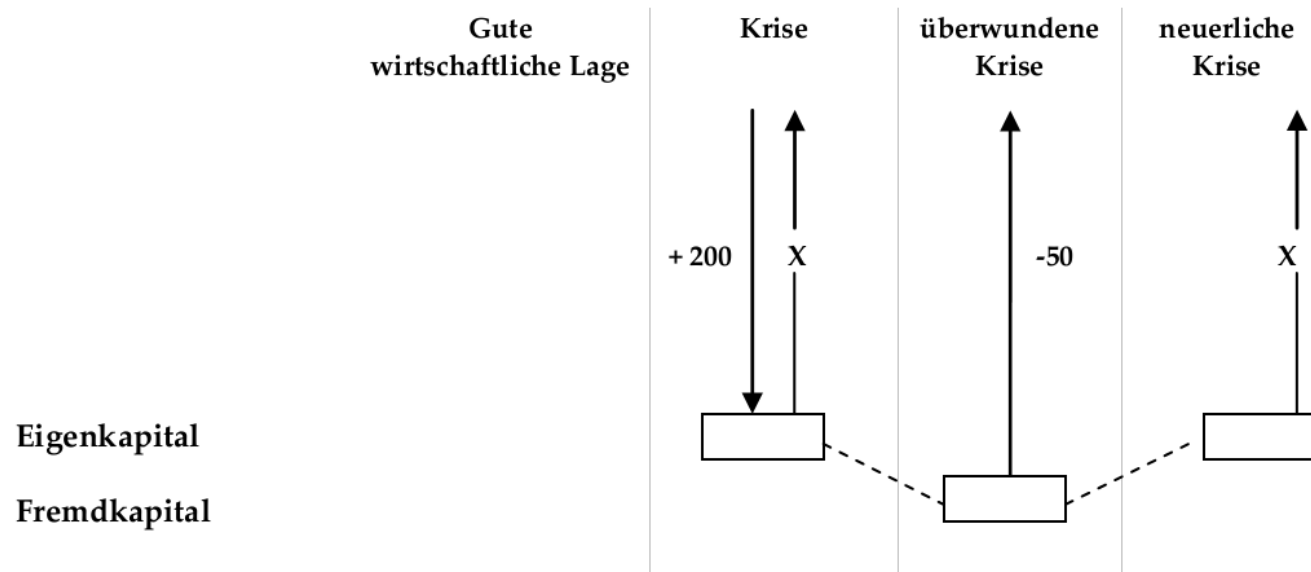 Gute
wirtschaftliche Lage
Krise
überwundene
Krise
neuerliche
Krise
+ 200
X
-50
X
Eigenkapital
Fremdkapital